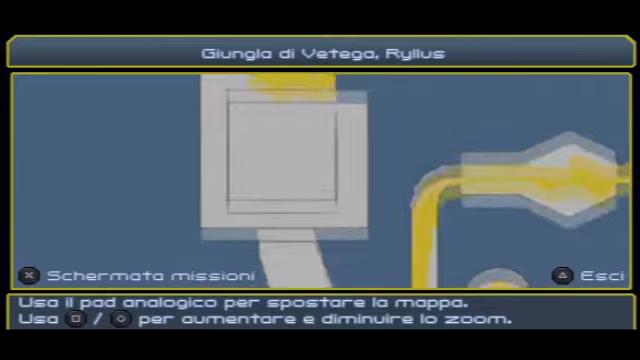 Giungla di Vetega, Ryllus
Schermata missioni
Esci
Usa il pad analogico per spostare la mappa.
Usa / per aumentare e diminuire lo zoom.